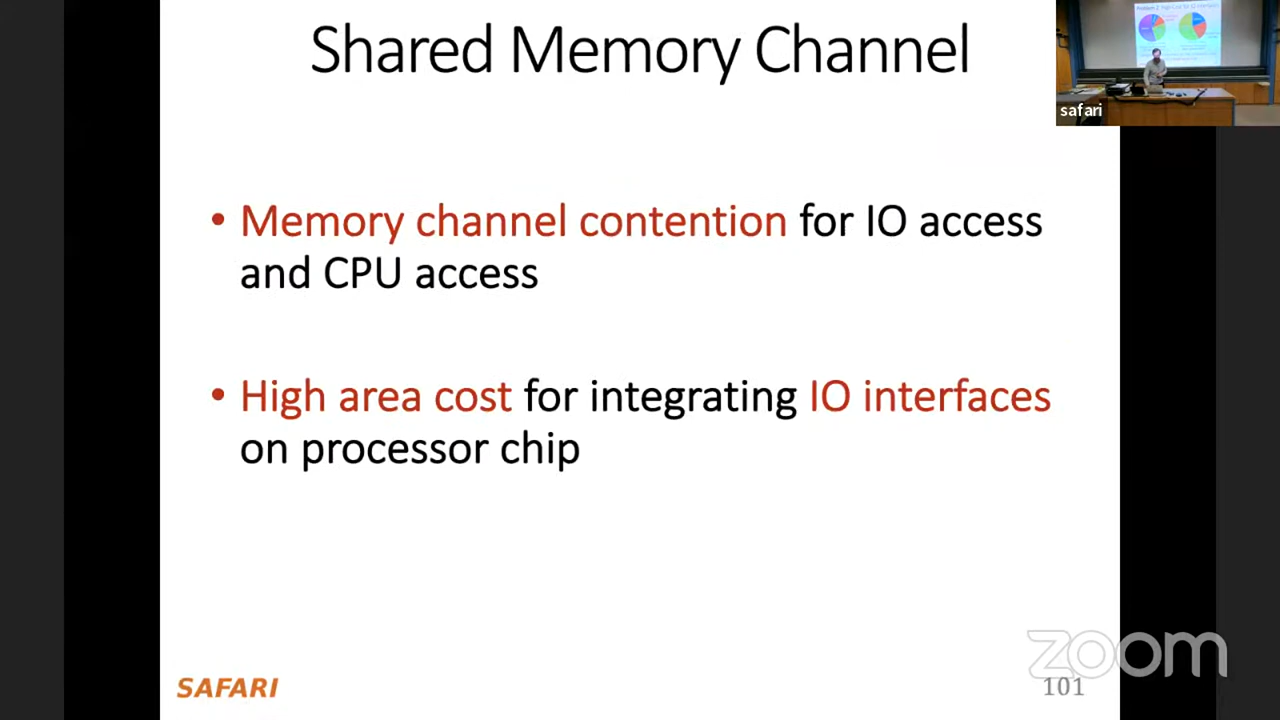 Shared Memory Channel
safari
• Memory channel contention for IO access
and CPU access
• High area cost for integrating IO interfaces
on processor chip
SAFARI
zoom
101